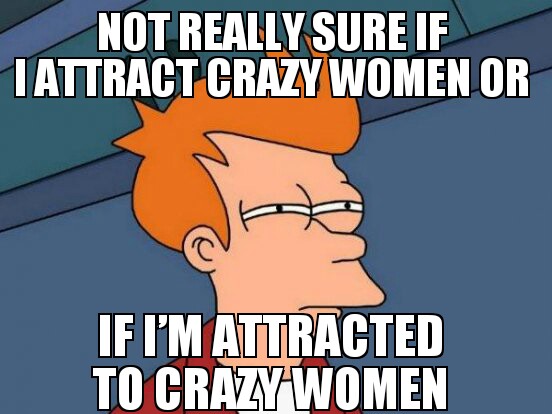 NOT REALLY SURE IF
I ATTRACT CRAZY WOMEN OR
IF I’M ATTRACTED
TO CRAZY WOMEN